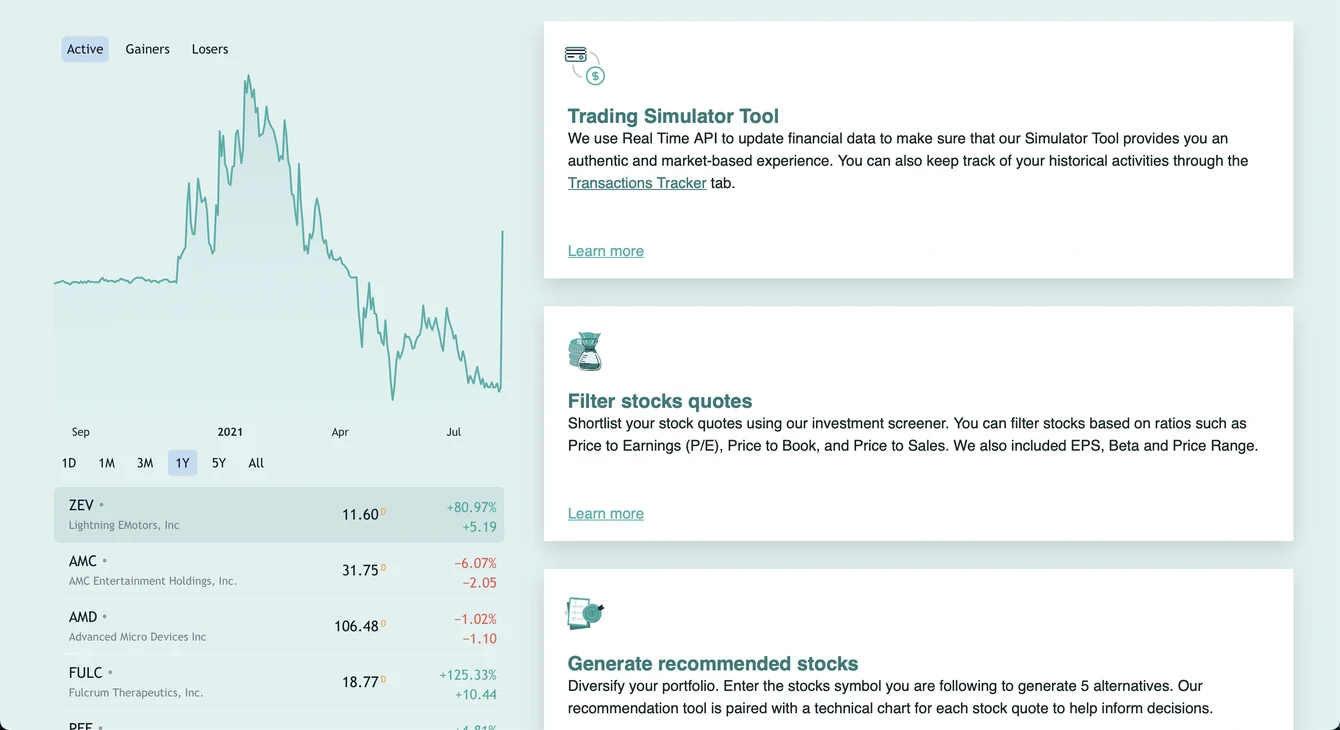 Active Gainers Losers
Sep 2021 Apr Jul
1D 1M 3M 1Y 5Y All
ZEV 11.60 D +80.97%
Lightning EMotors, Inc +5.19
AMC 31.75 D −6.07%
AMC Entertainment Holdings, Inc. −2.05
AMD 106.48 D −1.02%
Advanced Micro Devices Inc −1.10
FULC 18.77 D +125.33%
Fulcrum Therapeutics, Inc. +10.44
Trading Simulator Tool
We use Real Time API to update financial data to make sure that our Simulator Tool provides you an
authentic and market-based experience. You can also keep track of your historical activities through the
Transactions Tracker tab.
Learn more
Filter stocks quotes
Shortlist your stock quotes using our investment screener. You can filter stocks based on ratios such as
Price to Earnings (P/E), Price to Book, and Price to Sales. We also included EPS, Beta and Price Range.
Learn more
Generate recommended stocks
Diversify your portfolio. Enter the stocks symbol you are following to generate 5 alternatives. Our
recommendation tool is paired with a technical chart for each stock quote to help inform decisions.